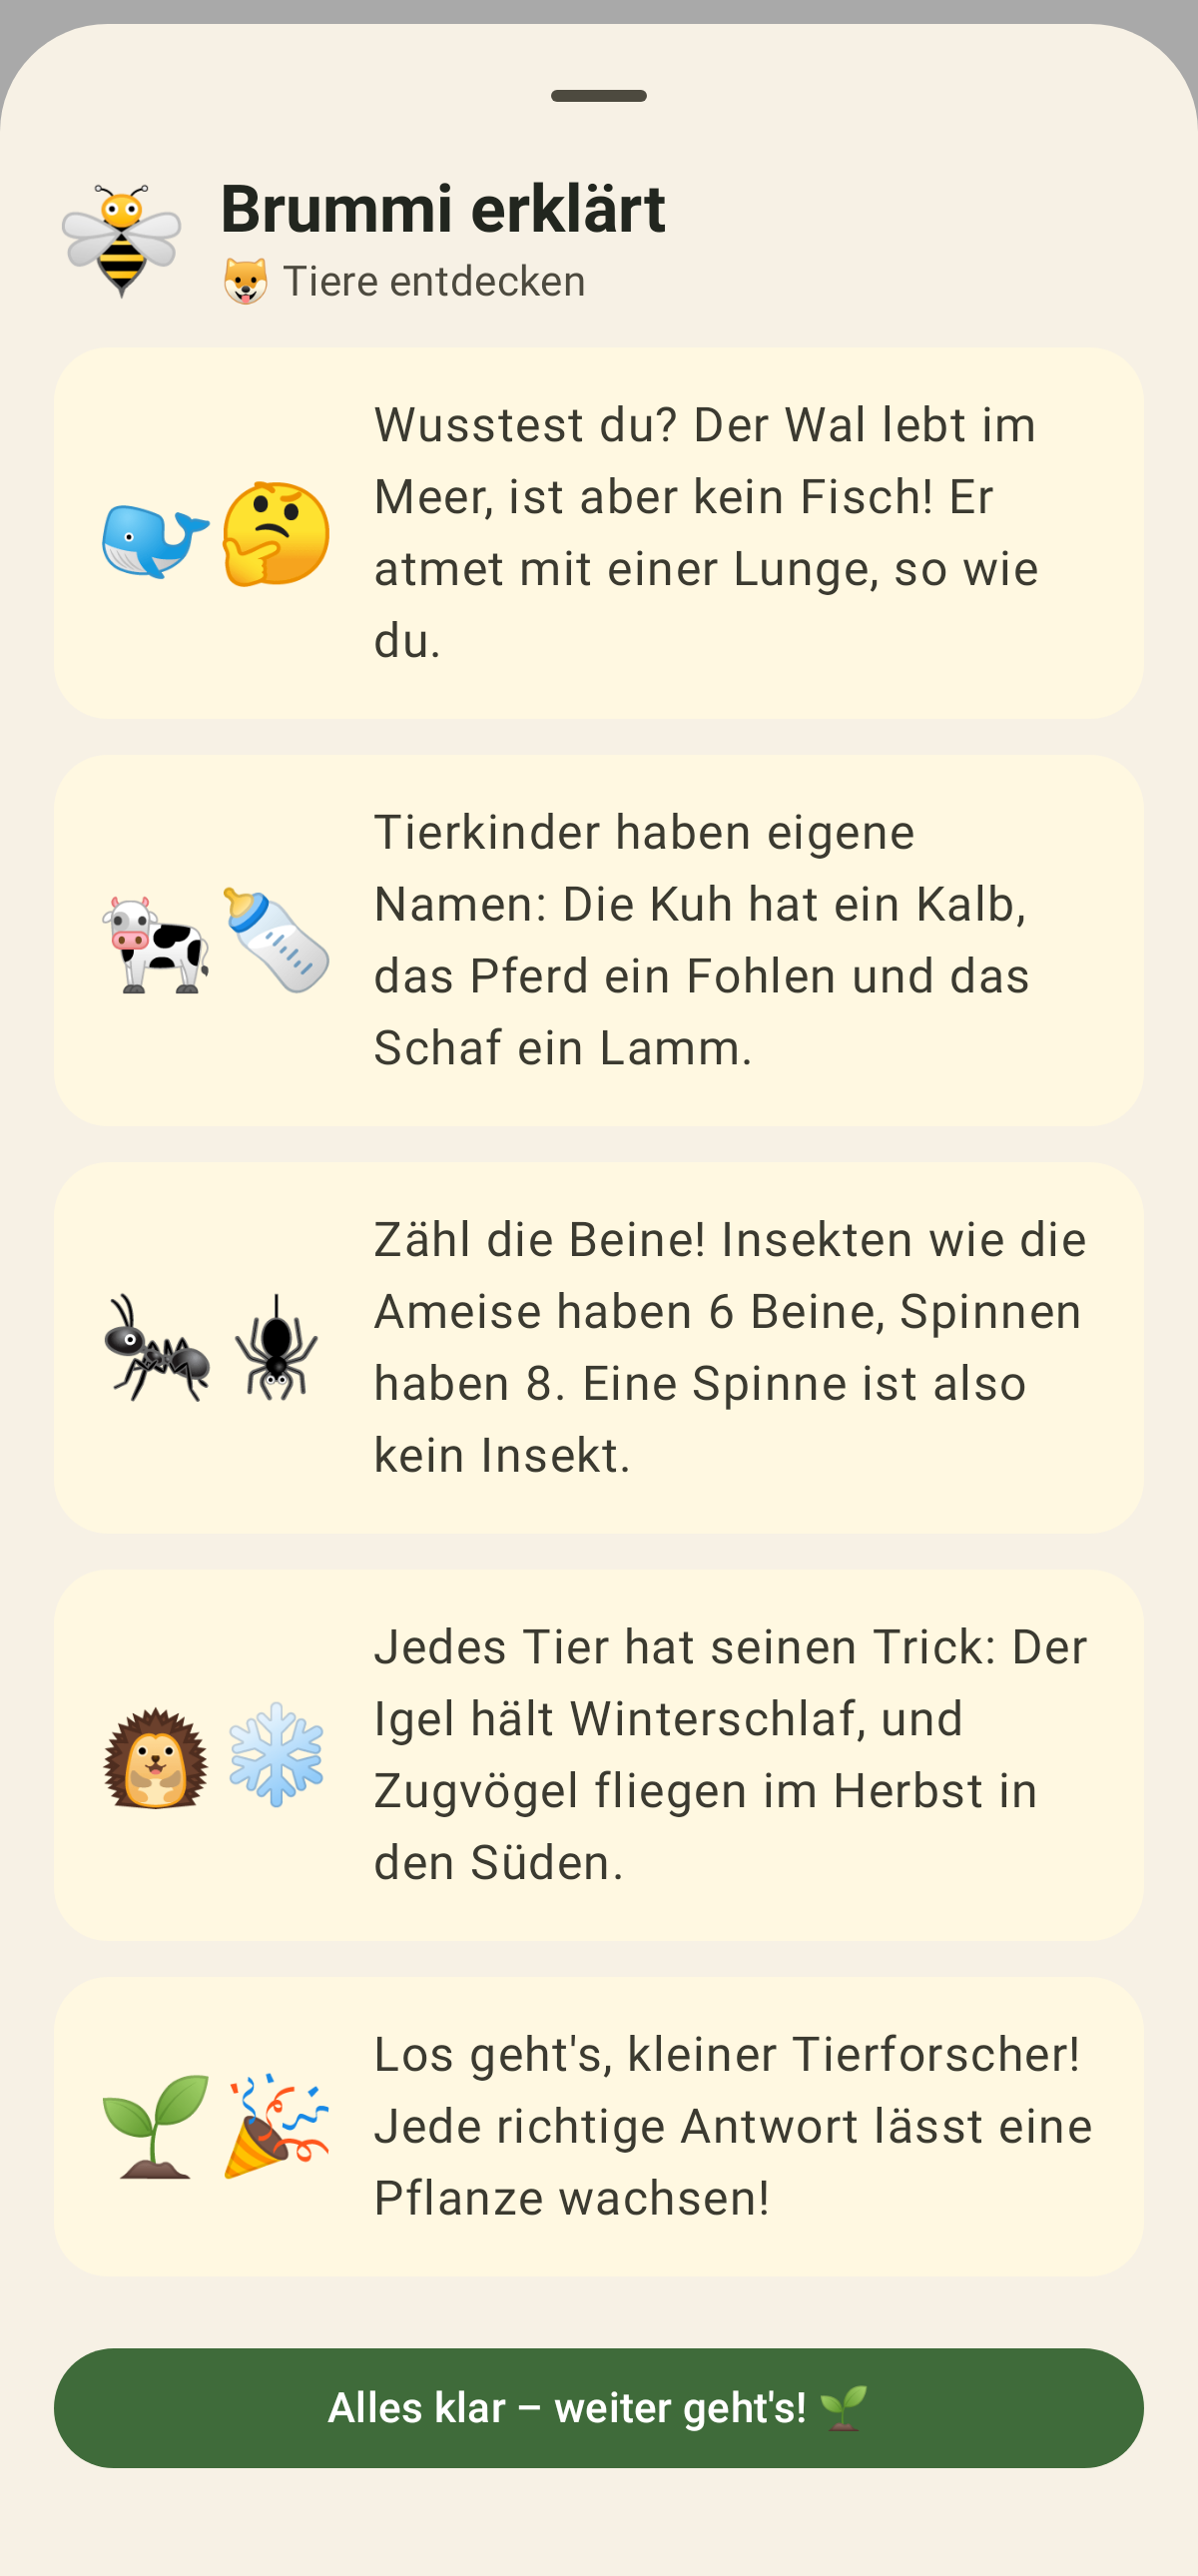 Brummi erklärt
Tiere entdecken
Wusstest du? Der Wal lebt im
Meer, ist aber kein Fisch! Er
atmet mit einer Lunge, so wie
du.
Tierkinder haben eigene
Namen: Die Kuh hat ein Kalb,
das Pferd ein Fohlen und das
Schaf ein Lamm.
Zähl die Beine! Insekten wie die
Ameise haben 6 Beine, Spinnen
haben 8. Eine Spinne ist also
kein Insekt.
Jedes Tier hat seinen Trick: Der
Igel hält Winterschlaf, und
Zugvögel fliegen im Herbst in
den Süden.
Los geht's, kleiner Tierforscher!
Jede richtige Antwort lässt eine
Pflanze wachsen!
Alles klar – weiter geht's!